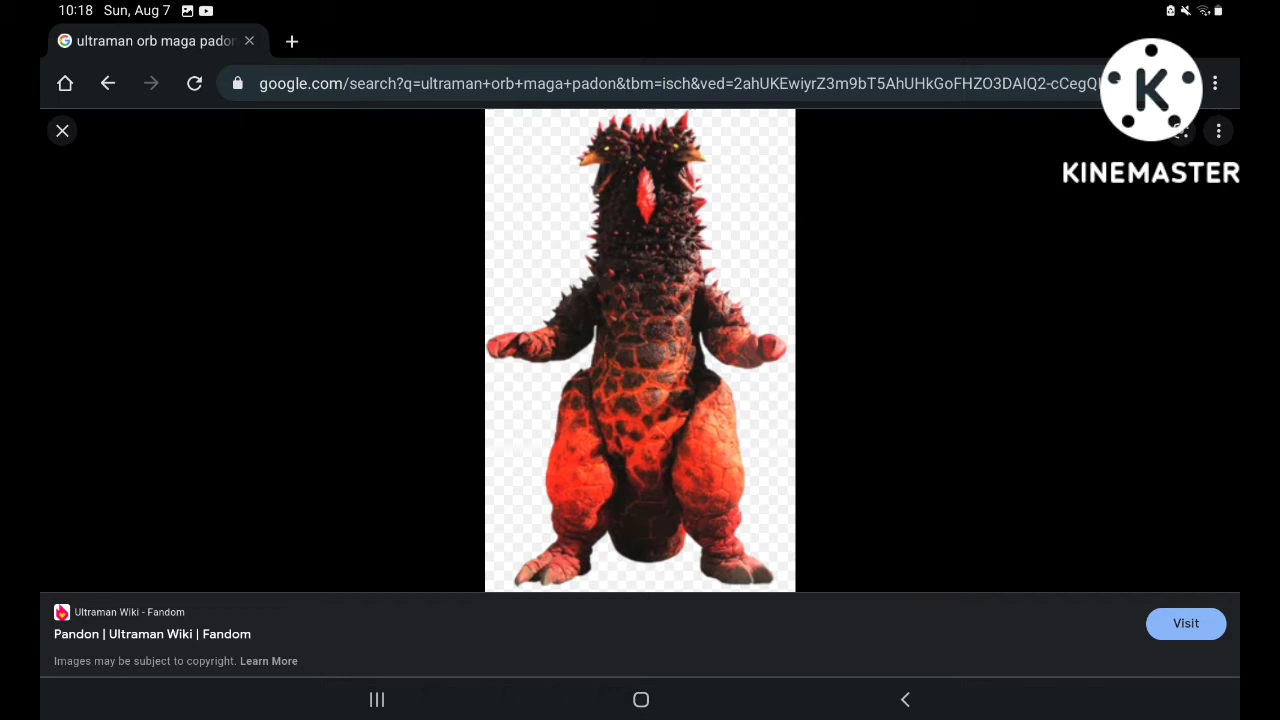 10:18 Sun, Aug 7
ultraman orb maga pador
google.com/search?q=ultraman+orb+maga+padon&tbm=isch&ved=2ahUKEwiyrZ3m9bT5AhUHkGoFHZO3DAIQ2-cCegQ
K
KINEMASTER
Ultraman Wiki - Fandom
Pandon | Ultraman Wiki | Fandom
Visit
Images may be subject to copyright. Learn More